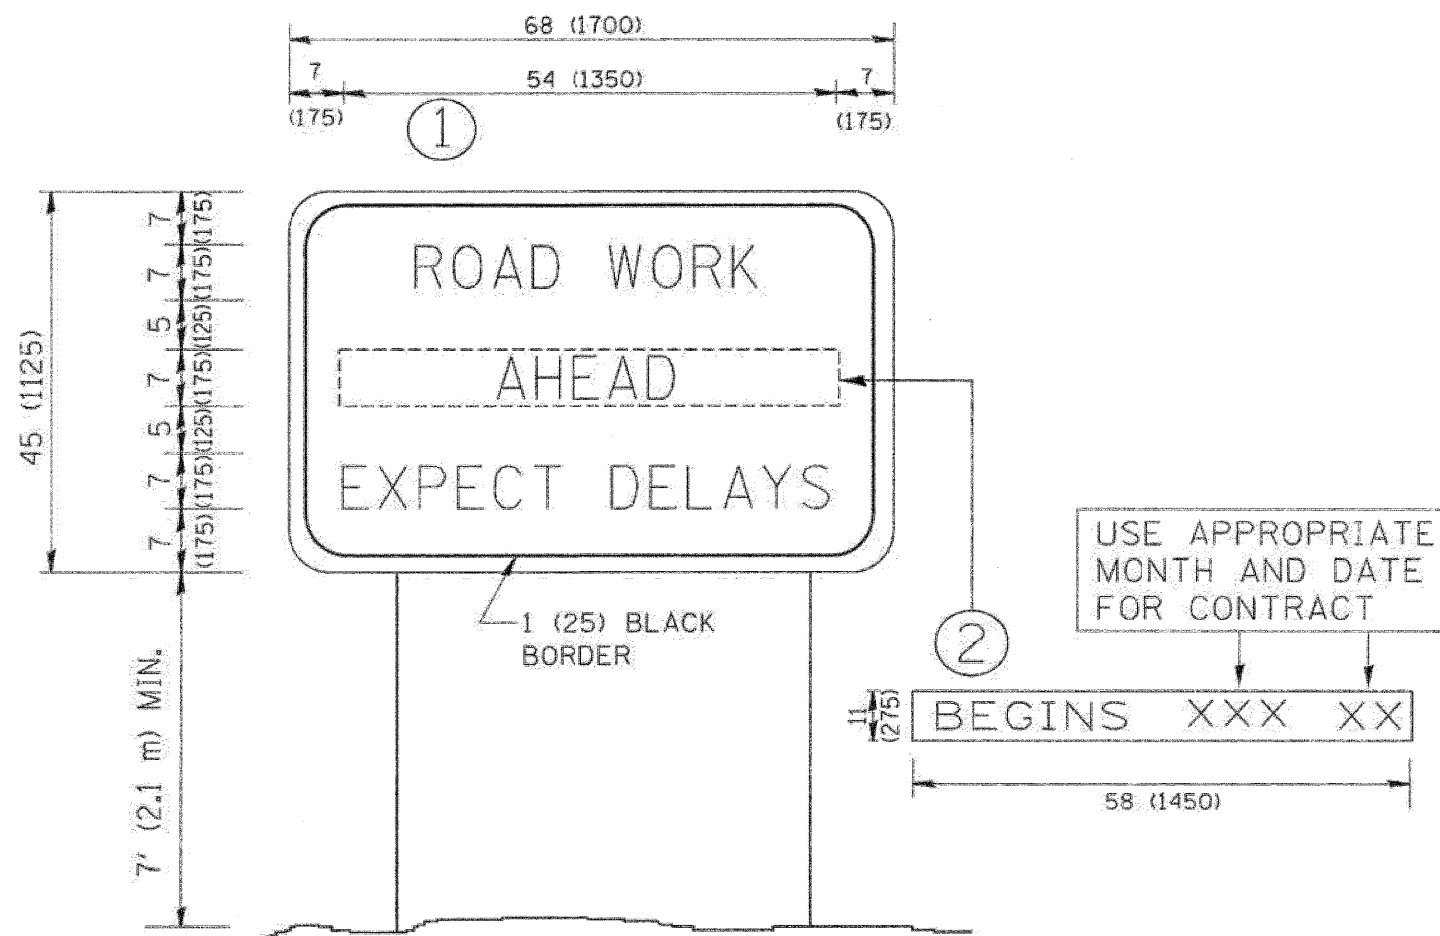 68 (1700)
7 54 (1350) 7
(175) (175)
1
7 (175)
7 (175)
5 (125)
7 (175)
5 (125)
7 (175)
7 (175)
45 (1125)
ROAD WORK
AHEAD
EXPECT DELAYS
1 (25) BLACK
BORDER
7' (2.1 m) MIN.
USE APPROPRIATE
MONTH AND DATE
FOR CONTRACT
2
11
(275)
BEGINS XXX XX
58 (1450)